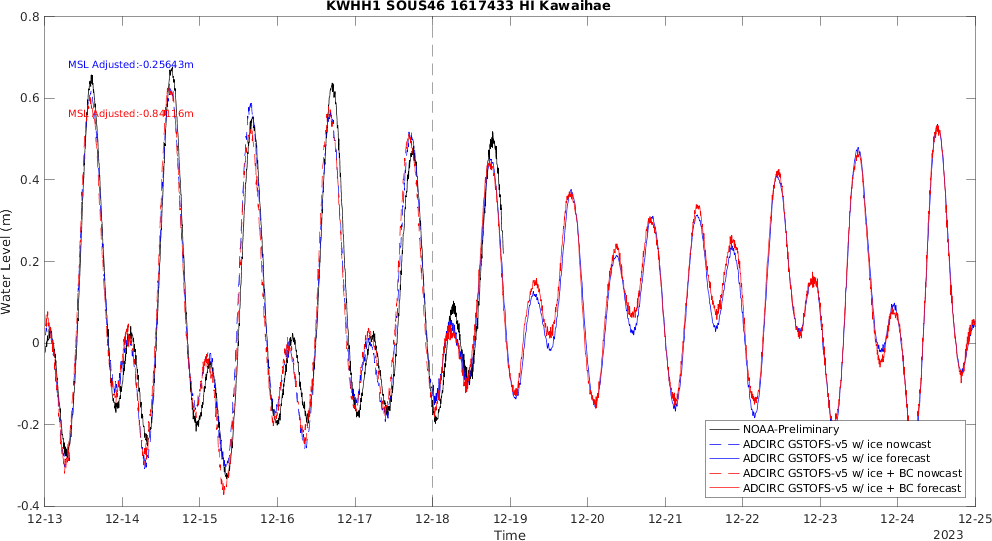 KWHH1 SOUS46 1617433 HI Kawaihae
0.8
0.6
0.4
0.2
0
-0.2
-0.4
Water Level (m)
MSL Adjusted:-0.25643m
MSL Adjusted:-0.84116m
NOAA-Preliminary
ADCIRC GSTOFS-v5 w/ ice nowcast
ADCIRC GSTOFS-v5 w/ ice forecast
ADCIRC GSTOFS-v5 w/ ice + BC nowcast
ADCIRC GSTOFS-v5 w/ ice + BC forecast
12-13 12-14 12-15 12-16 12-17 12-18 12-19 12-20 12-21 12-22 12-23 12-24 12-25
Time
2023